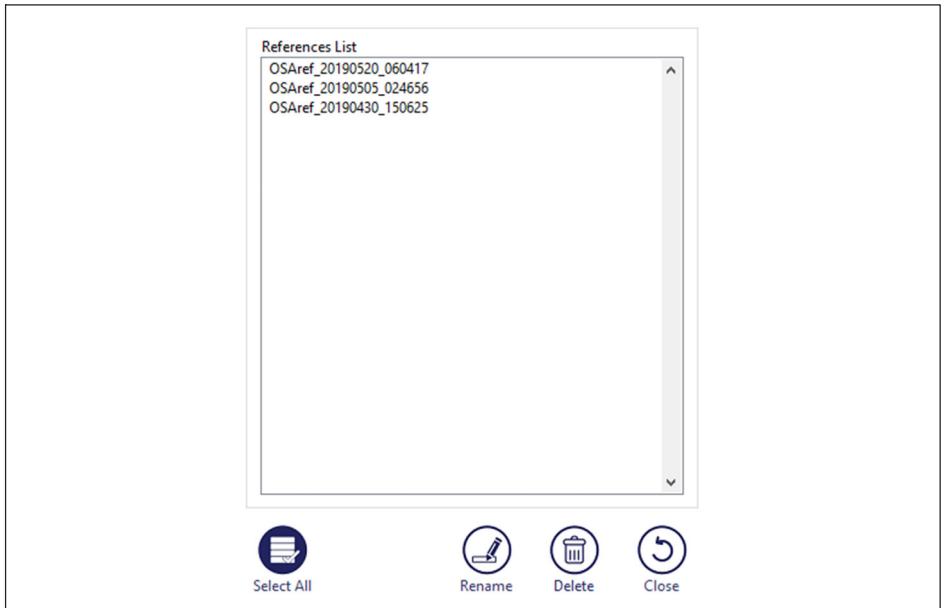 References List
OSAref_20190520_060417
OSAref_20190505_024656
OSAref_20190430_150625
Select All
Rename
Delete
Close